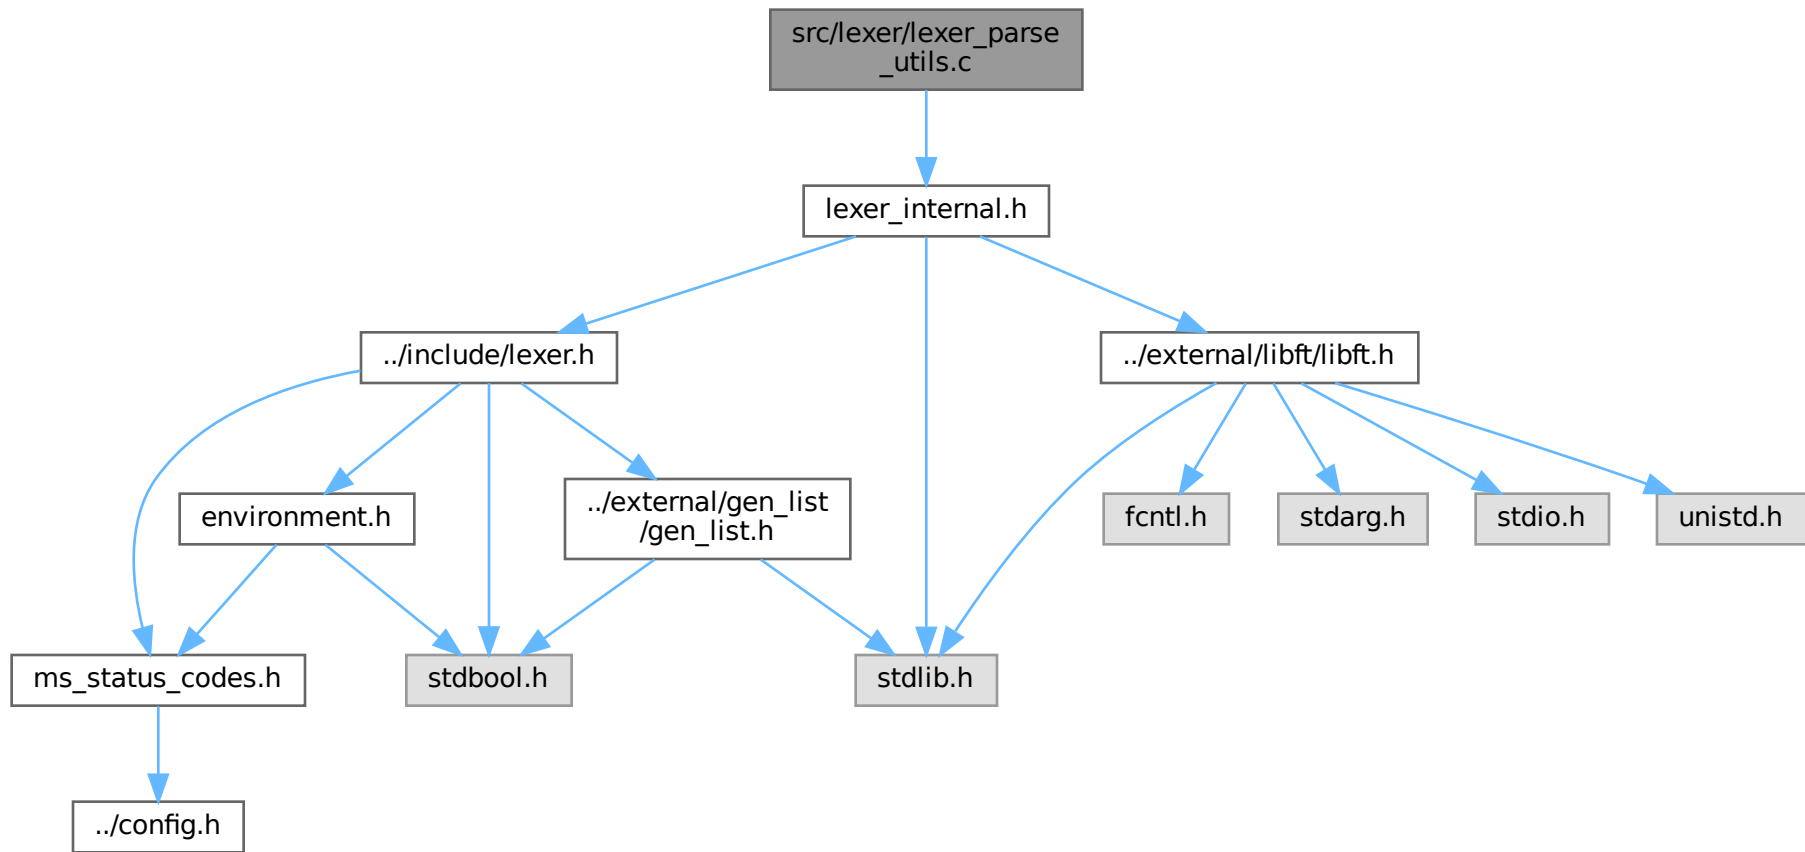 src/lexer/lexer_parse
_utils.c
lexer_internal.h
../include/lexer.h
../external/libft/libft.h
environment.h
../external/gen_list
/gen_list.h
fcntl.h
stdarg.h
stdio.h
unistd.h
ms_status_codes.h
stdbool.h
stdlib.h
../config.h